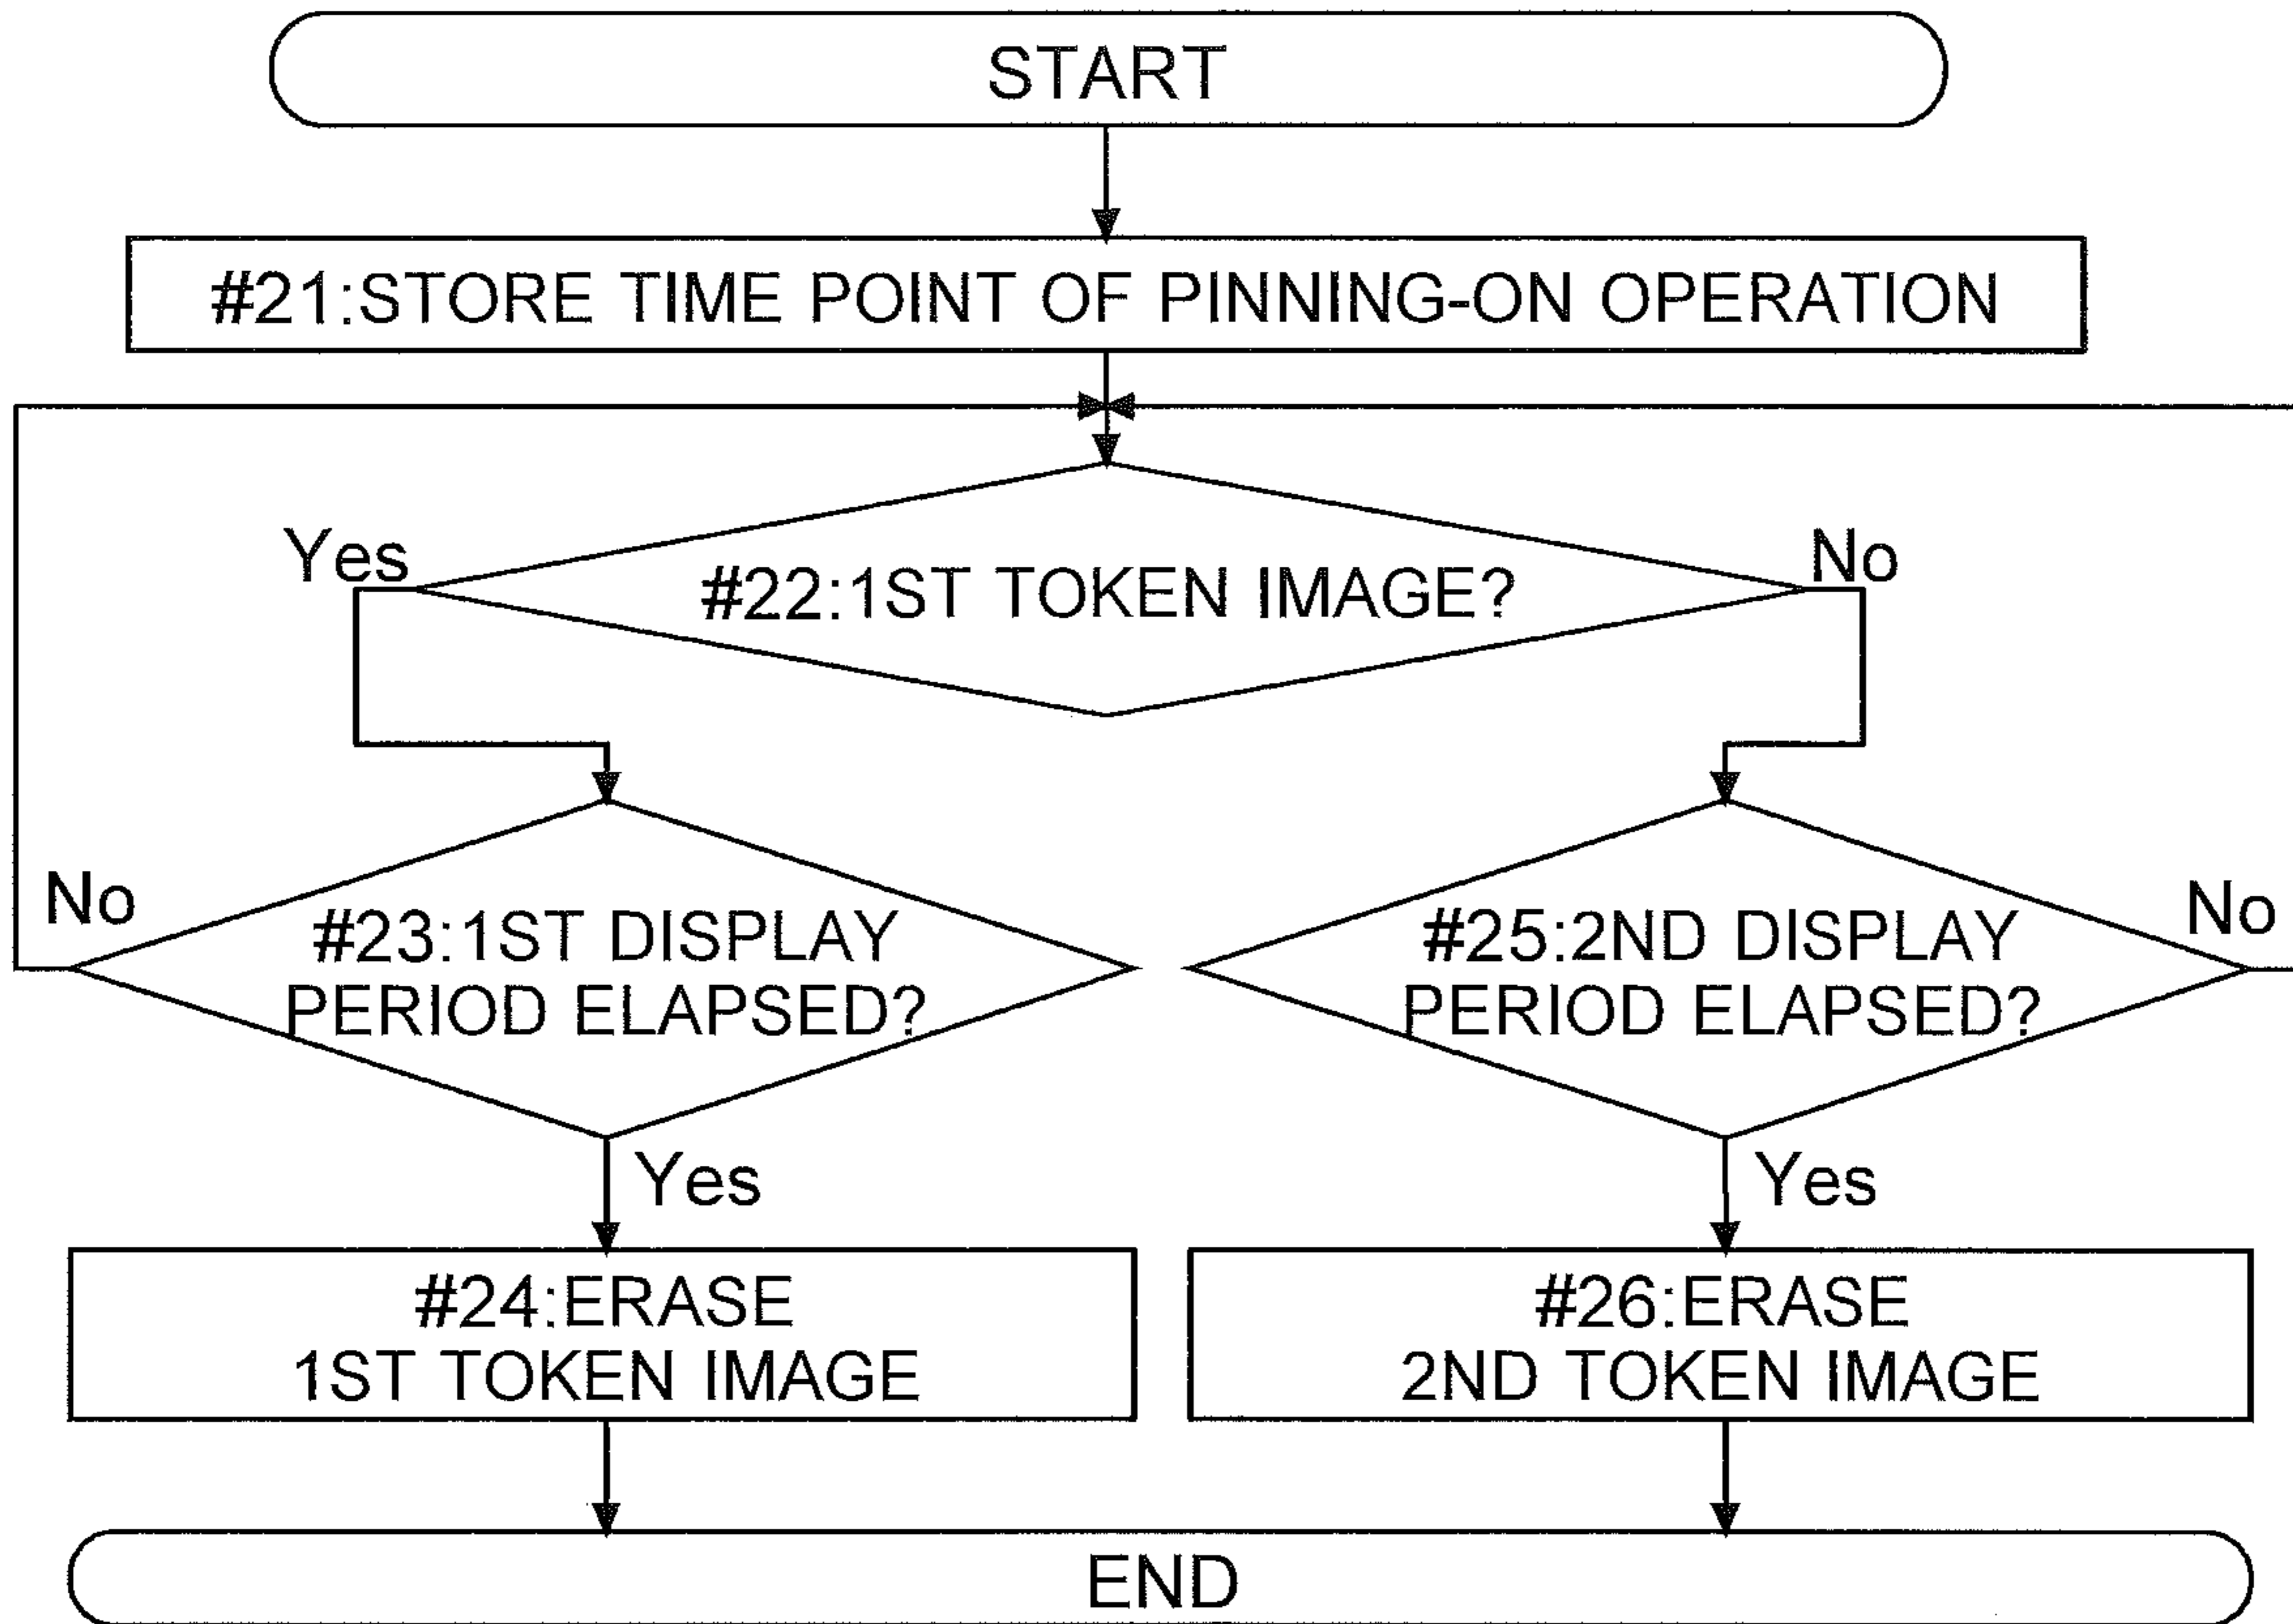 START
#21:STORE TIME POINT OF PINNING-ON OPERATION
Yes
No
#22:1ST TOKEN IMAGE?
No
#23:1ST DISPLAY
PERIOD ELAPSED?
#25:2ND DISPLAY
PERIOD ELAPSED?
No
Yes
Yes
#24:ERASE
1ST TOKEN IMAGE
#26:ERASE
2ND TOKEN IMAGE
END